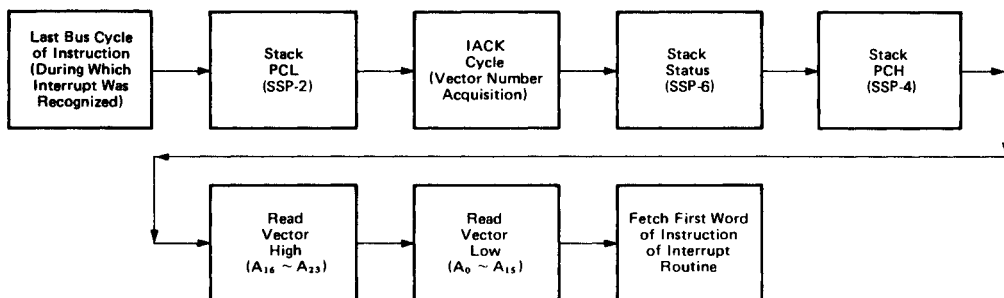 Last Bus Cycle
of Instruction
(During Which
Interrupt Was
Recognized)
Stack
PCL
(SSP-2)
IACK
Cycle
(Vector Number
Acquisition)
Stack
Status
(SSP-6)
Stack
PCH
(SSP-4)
Read
Vector
High
(A₁₆ ~ A₂₃)
Read
Vector
Low
(A₀ ~ A₁₅)
Fetch First Word
of Instruction
of Interrupt
Routine